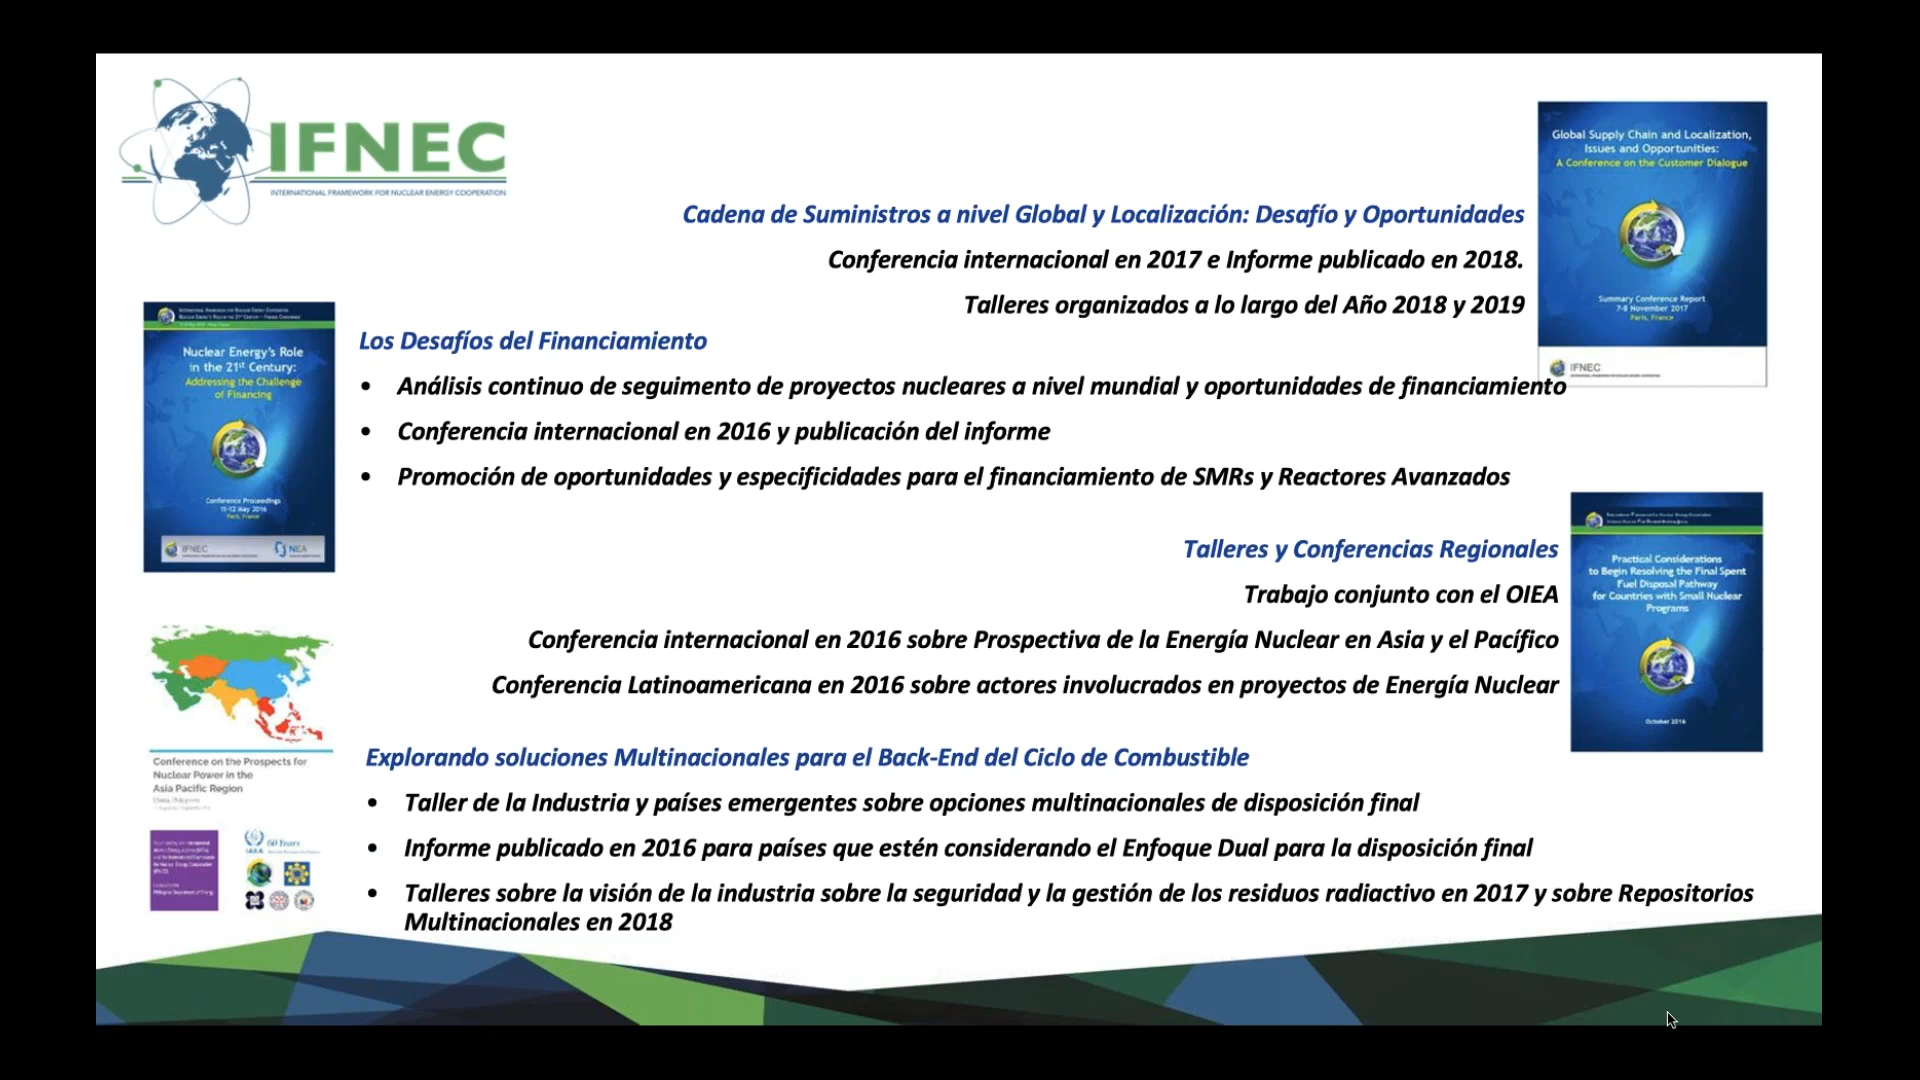 IFNEC
INTERNATIONAL FRAMEWORK FOR NUCLEAR ENERGY COOPERATION
Global Supply Chain and Localization,
Issues and Opportunities:
A Conference on the Customer Dialogue
Summary Conference Report
7-8 November 2017
Paris, France
IFNEC
Cadena de Suministros a nivel Global y Localización: Desafío y Oportunidades
Conferencia internacional en 2017 e Informe publicado en 2018.
Talleres organizados a lo largo del Año 2018 y 2019
Nuclear Energy's Role
in the 21st Century:
Addressing the Challenge
of Financing
Conference Proceedings
11-12 May 2016
Paris, France
IFNEC
NEA
Los Desafíos del Financiamiento
• Análisis continuo de seguimento de proyectos nucleares a nivel mundial y oportunidades de financiamiento
• Conferencia internacional en 2016 y publicación del informe
• Promoción de oportunidades y especificidades para el financiamiento de SMRs y Reactores Avanzados
Talleres y Conferencias Regionales
Trabajo conjunto con el OIEA
Conferencia internacional en 2016 sobre Prospectiva de la Energía Nuclear en Asia y el Pacífico
Conferencia Latinoamericana en 2016 sobre actores involucrados en proyectos de Energía Nuclear
Practical Considerations
to Begin Resolving the Final Spent
Fuel Disposal Pathway
for Countries with Small Nuclear
Programs
October 2016
Conference on the Prospects for
Nuclear Power in the
Asia Pacific Region
IAEA
60 Years
Explorando soluciones Multinacionales para el Back-End del Ciclo de Combustible
• Taller de la Industria y países emergentes sobre opciones multinacionales de disposición final
• Informe publicado en 2016 para países que estén considerando el Enfoque Dual para la disposición final
• Talleres sobre la visión de la industria sobre la seguridad y la gestión de los residuos radiactivo en 2017 y sobre Repositorios
Multinacionales en 2018